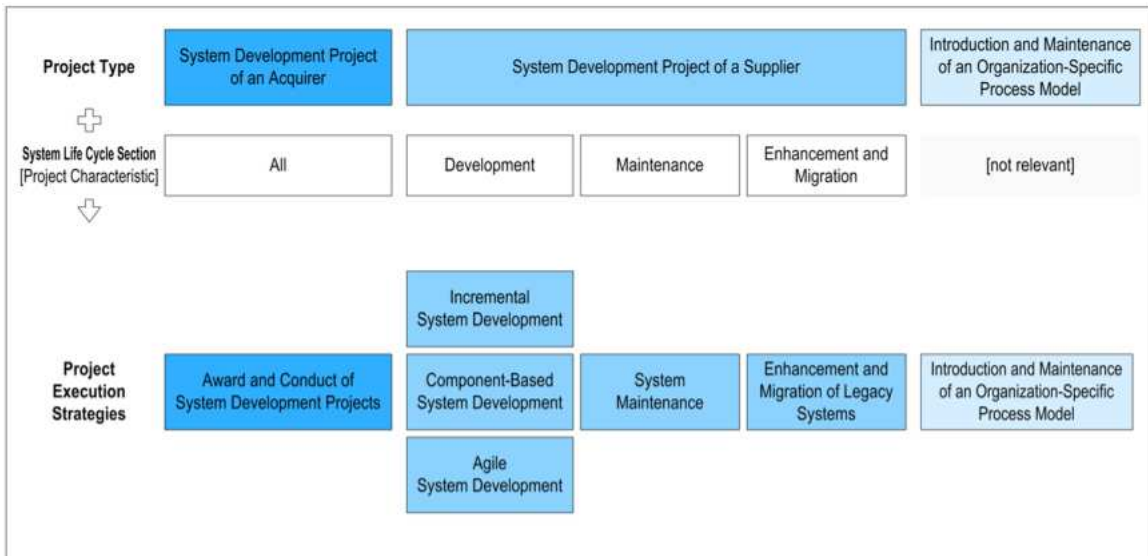 Project Type
System Development Project
of an Acquirer
System Development Project of a Supplier
Introduction and Maintenance
of an Organization-Specific
Process Model
System Life Cycle Section
[Project Characteristic]
All
Development
Maintenance
Enhancement and
Migration
[not relevant]
Project
Execution
Strategies
Award and Conduct of
System Development Projects
Incremental
System Development
Component-Based
System Development
Agile
System Development
System
Maintenance
Enhancement and
Migration of Legacy
Systems
Introduction and Maintenance
of an Organization-Specific
Process Model